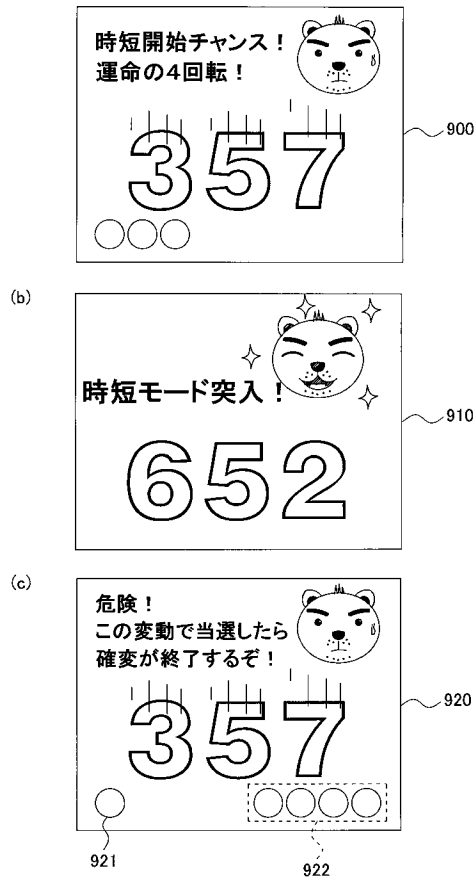 時短開始チャンス！
運命の4回転！
357
900
(b)
時短モード突入！
652
910
(c)
危険！
この変動で当選したら
確変が終了するぞ！
357
920
921
922